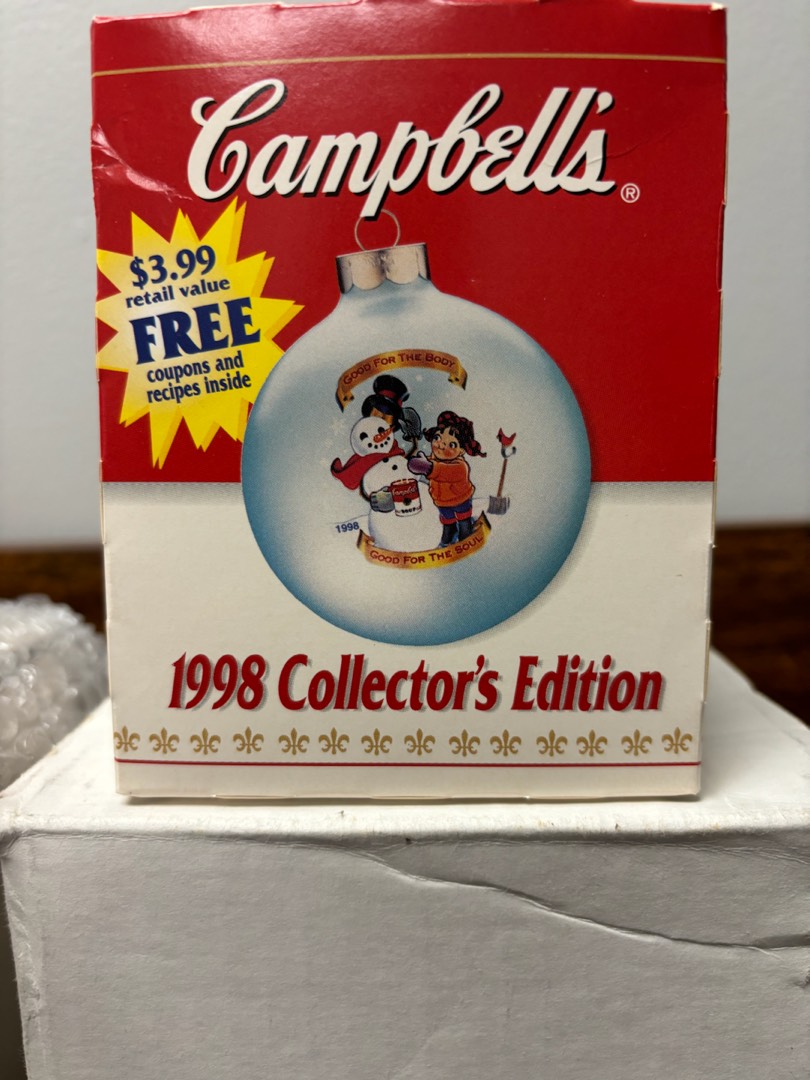 Campbell's®
$3.99
retail value
FREE
coupons and
recipes inside
GOOD FOR THE BODY
Campbell's
1998
GOOD FOR THE SOUL
1998 Collector's Edition